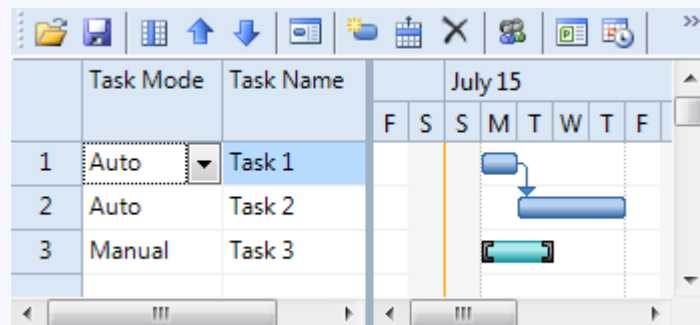 Task Mode Task Name July 15
F S S M T W T F
1 Auto Task 1
2 Auto Task 2
3 Manual Task 3